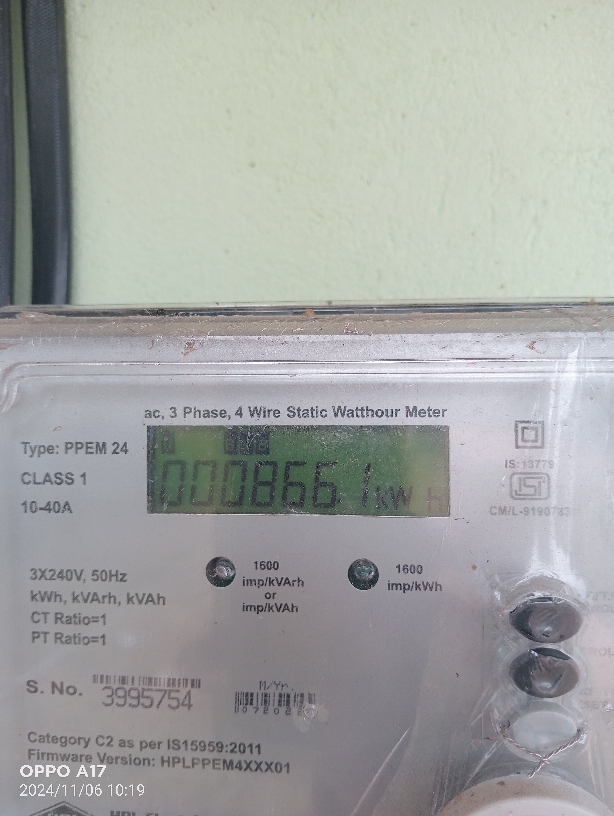 ac, 3 Phase, 4 Wire Static Watthour Meter
Type: PPEM 24
CLASS 1
10-40A
0008666.1 kW h
IS:13779
ISI
3X240V, 50Hz
kWh, kVArh, kVAh
CT Ratio=1
PT Ratio=1
1600
imp/kVArh
or
imp/kVAh
1600
imp/kWh
S. No. 3995754
M/Yr.
Category C2 as per IS15959:2011
Firmware Version: HPLPPEM4XXX01
OPPO A17
2024/11/06 10:19